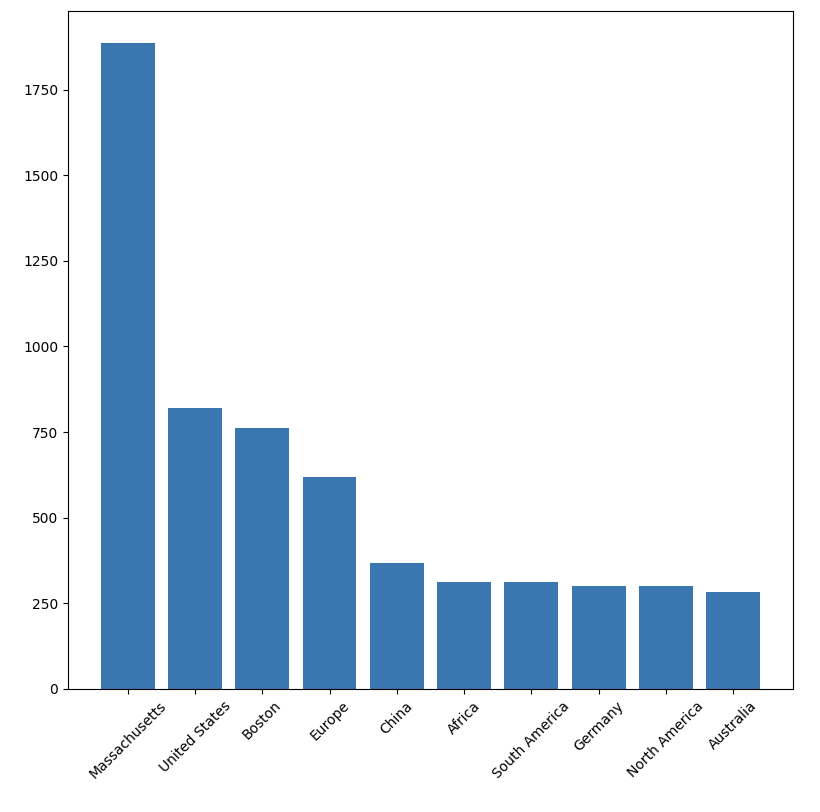 1750
1500
1250
1000
750
500
250
0
Massachusetts
United States
Boston
Europe
China
Africa
South America
Germany
North America
Australia